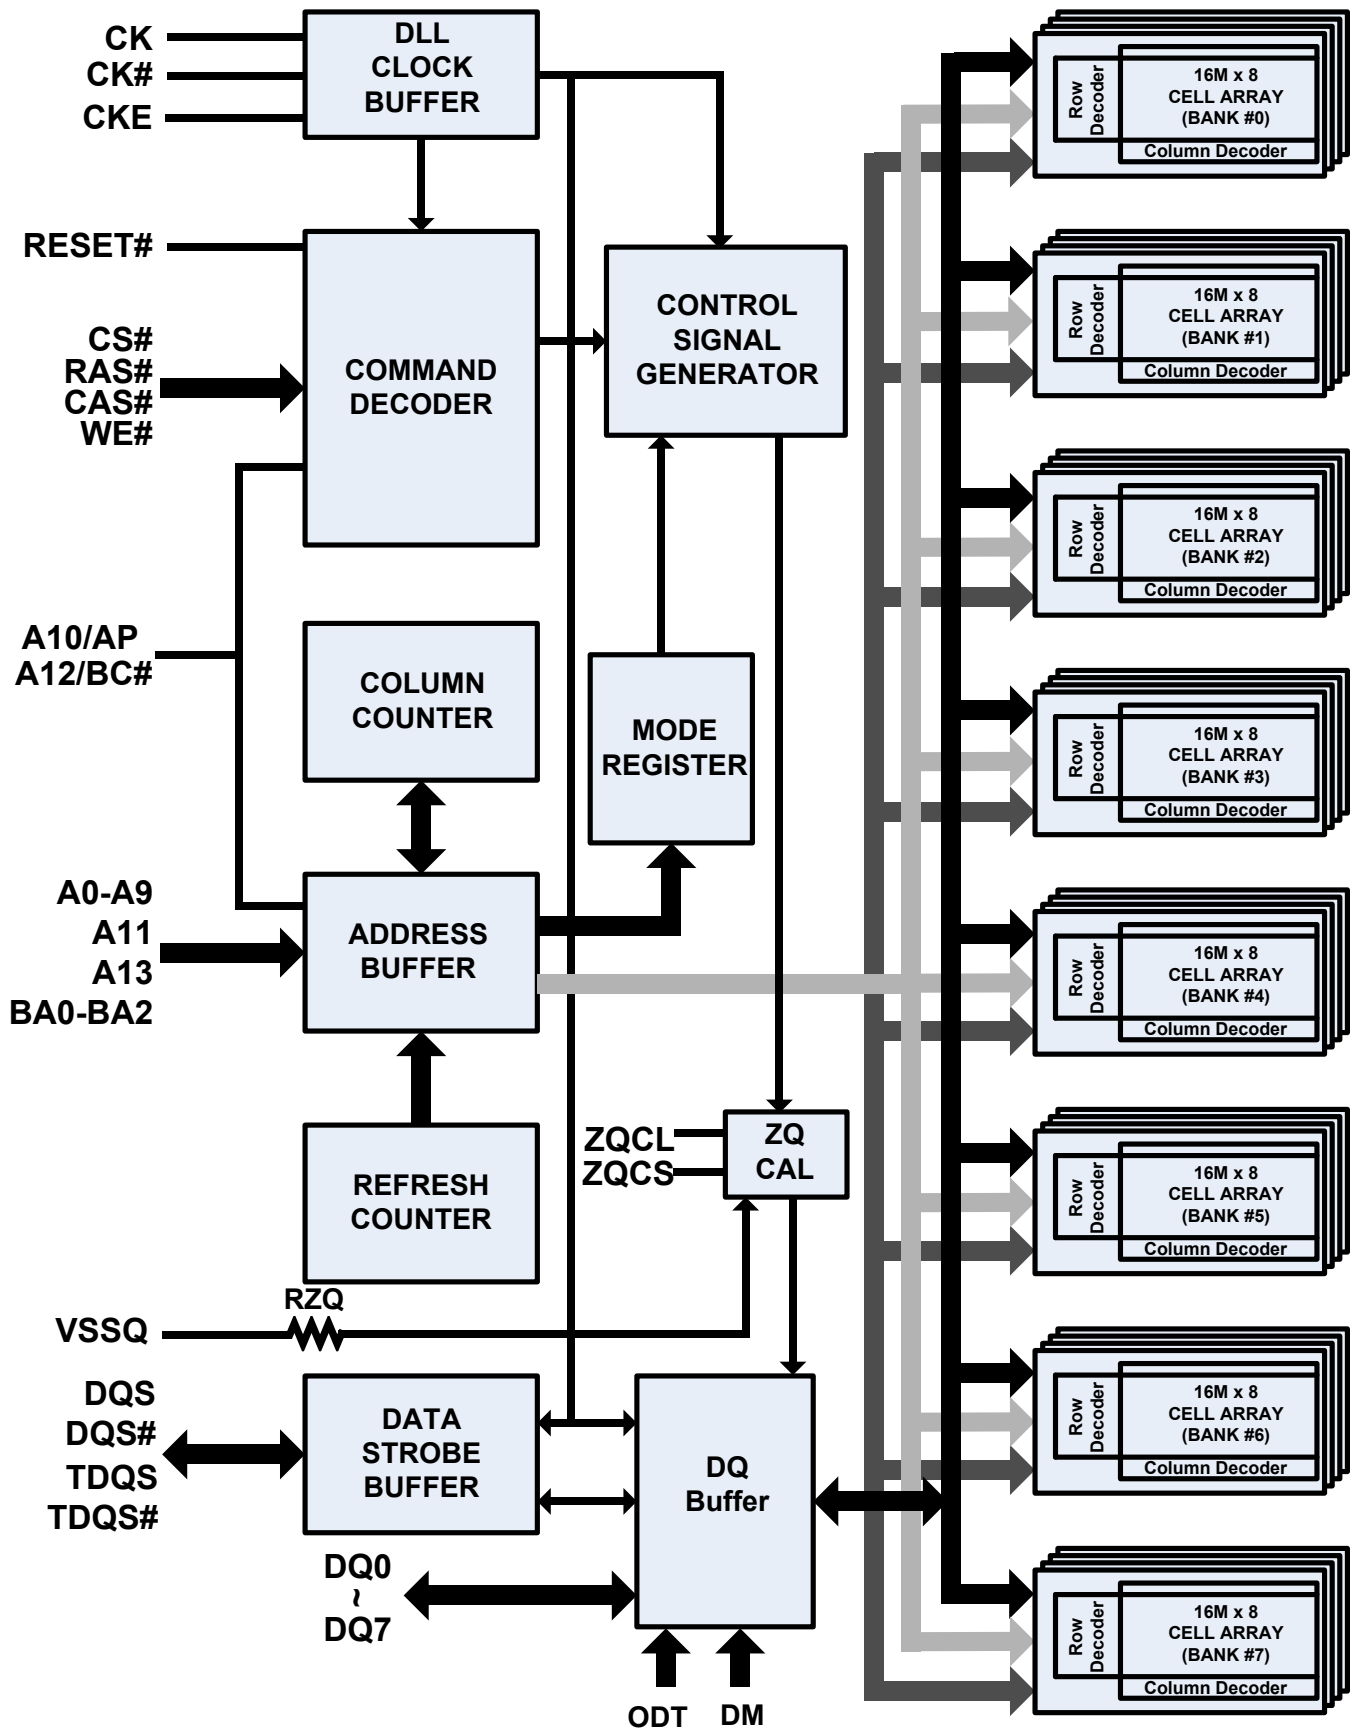 CK
CK#
CKE
DLL
CLOCK
BUFFER
RESET#
CS#
RAS#
CAS#
WE#
COMMAND
DECODER
CONTROL
SIGNAL
GENERATOR
A10/AP
A12/BC#
COLUMN
COUNTER
MODE
REGISTER
A0-A9
A11
A13
BA0-BA2
ADDRESS
BUFFER
REFRESH
COUNTER
ZQCL
ZQCS
ZQ
CAL
RZQ
VSSQ
DQS
DQS#
TDQS
TDQS#
DATA
STROBE
BUFFER
DQ
Buffer
DQ0
~
DQ7
ODT
DM
Row
Decoder
16M x 8
CELL ARRAY
(BANK #0)
Column Decoder
Row
Decoder
16M x 8
CELL ARRAY
(BANK #1)
Column Decoder
Row
Decoder
16M x 8
CELL ARRAY
(BANK #2)
Column Decoder
Row
Decoder
16M x 8
CELL ARRAY
(BANK #3)
Column Decoder
Row
Decoder
16M x 8
CELL ARRAY
(BANK #4)
Column Decoder
Row
Decoder
16M x 8
CELL ARRAY
(BANK #5)
Column Decoder
Row
Decoder
16M x 8
CELL ARRAY
(BANK #6)
Column Decoder
Row
Decoder
16M x 8
CELL ARRAY
(BANK #7)
Column Decoder